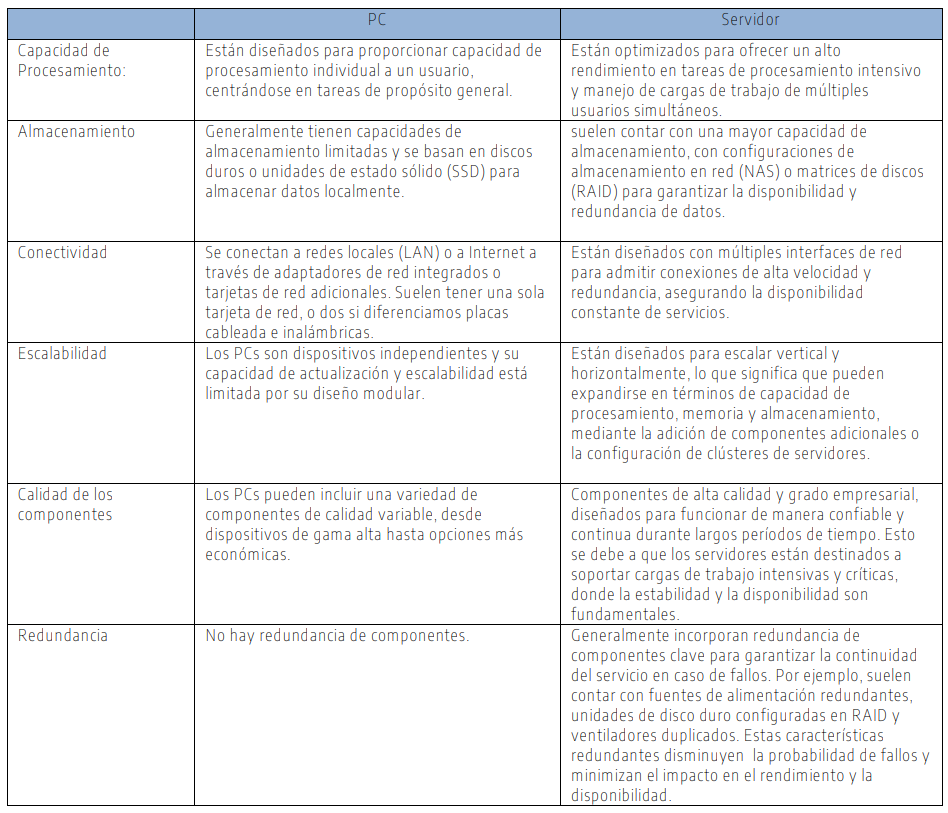 PC
Servidor
Capacidad de
Procesamiento:
Están diseñados para proporcionar capacidad de
procesamiento individual a un usuario,
centrándose en tareas de propósito general.
Están optimizados para ofrecer un alto
rendimiento en tareas de procesamiento intensivo
y manejo de cargas de trabajo de múltiples
usuarios simultáneos.
Almacenamiento
Generalmente tienen capacidades de
almacenamiento limitadas y se basan en discos
duros o unidades de estado sólido (SSD) para
almacenar datos localmente.
suelen contar con una mayor capacidad de
almacenamiento, con configuraciones de
almacenamiento en red (NAS) o matrices de discos
(RAID) para garantizar la disponibilidad y
redundancia de datos.
Conectividad
Se conectan a redes locales (LAN) o a Internet a
través de adaptadores de red integrados o
tarjetas de red adicionales. Suelen tener una sola
tarjeta de red, o dos si diferenciamos placas
cableada e inalámbricas.
Están diseñados con múltiples interfaces de red
para admitir conexiones de alta velocidad y
redundancia, asegurando la disponibilidad
constante de servicios.
Escalabilidad
Los PCs son dispositivos independientes y su
capacidad de actualización y escalabilidad está
limitada por su diseño modular.
Están diseñados para escalar vertical y
horizontalmente, lo que significa que pueden
expandirse en términos de capacidad de
procesamiento, memoria y almacenamiento,
mediante la adición de componentes adicionales o
la configuración de clústeres de servidores.
Calidad de los
componentes
Los PCs pueden incluir una variedad de
componentes de calidad variable, desde
dispositivos de gama alta hasta opciones más
económicas.
Componentes de alta calidad y grado empresarial,
diseñados para funcionar de manera confiable y
continua durante largos períodos de tiempo. Esto
se debe a que los servidores están destinados a
soportar cargas de trabajo intensivas y críticas,
donde la estabilidad y la disponibilidad son
fundamentales.
Redundancia
No hay redundancia de componentes.
Generalmente incorporan redundancia de
componentes clave para garantizar la continuidad
del servicio en caso de fallos. Por ejemplo, suelen
contar con fuentes de alimentación redundantes,
unidades de disco duro configuradas en RAID y
ventiladores duplicados. Estas características
redundantes disminuyen  la probabilidad de fallos y
minimizan el impacto en el rendimiento y la
disponibilidad.